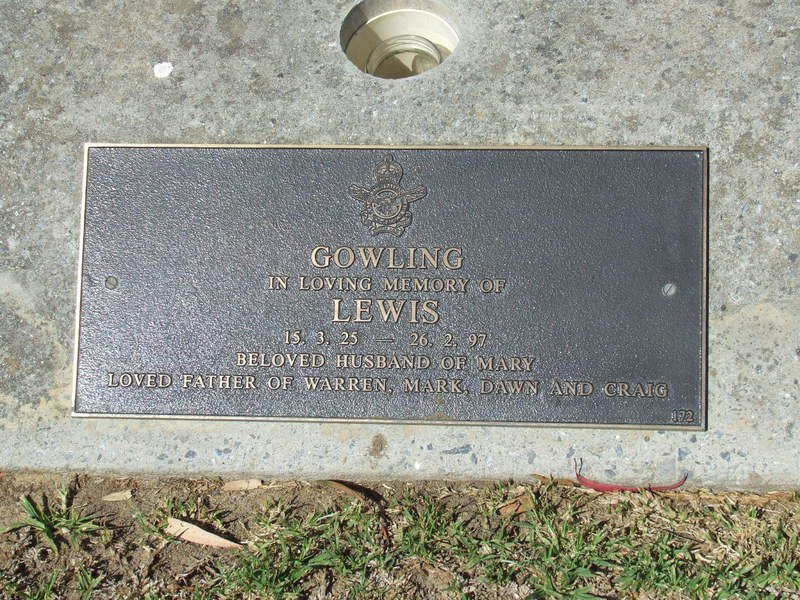 GOWLING
IN LOVING MEMORY OF
LEWIS
15. 3. 25 — 26. 2. 97
BELOVED HUSBAND OF MARY
LOVED FATHER OF WARREN, MARK, DAWN AND CRAIG
172